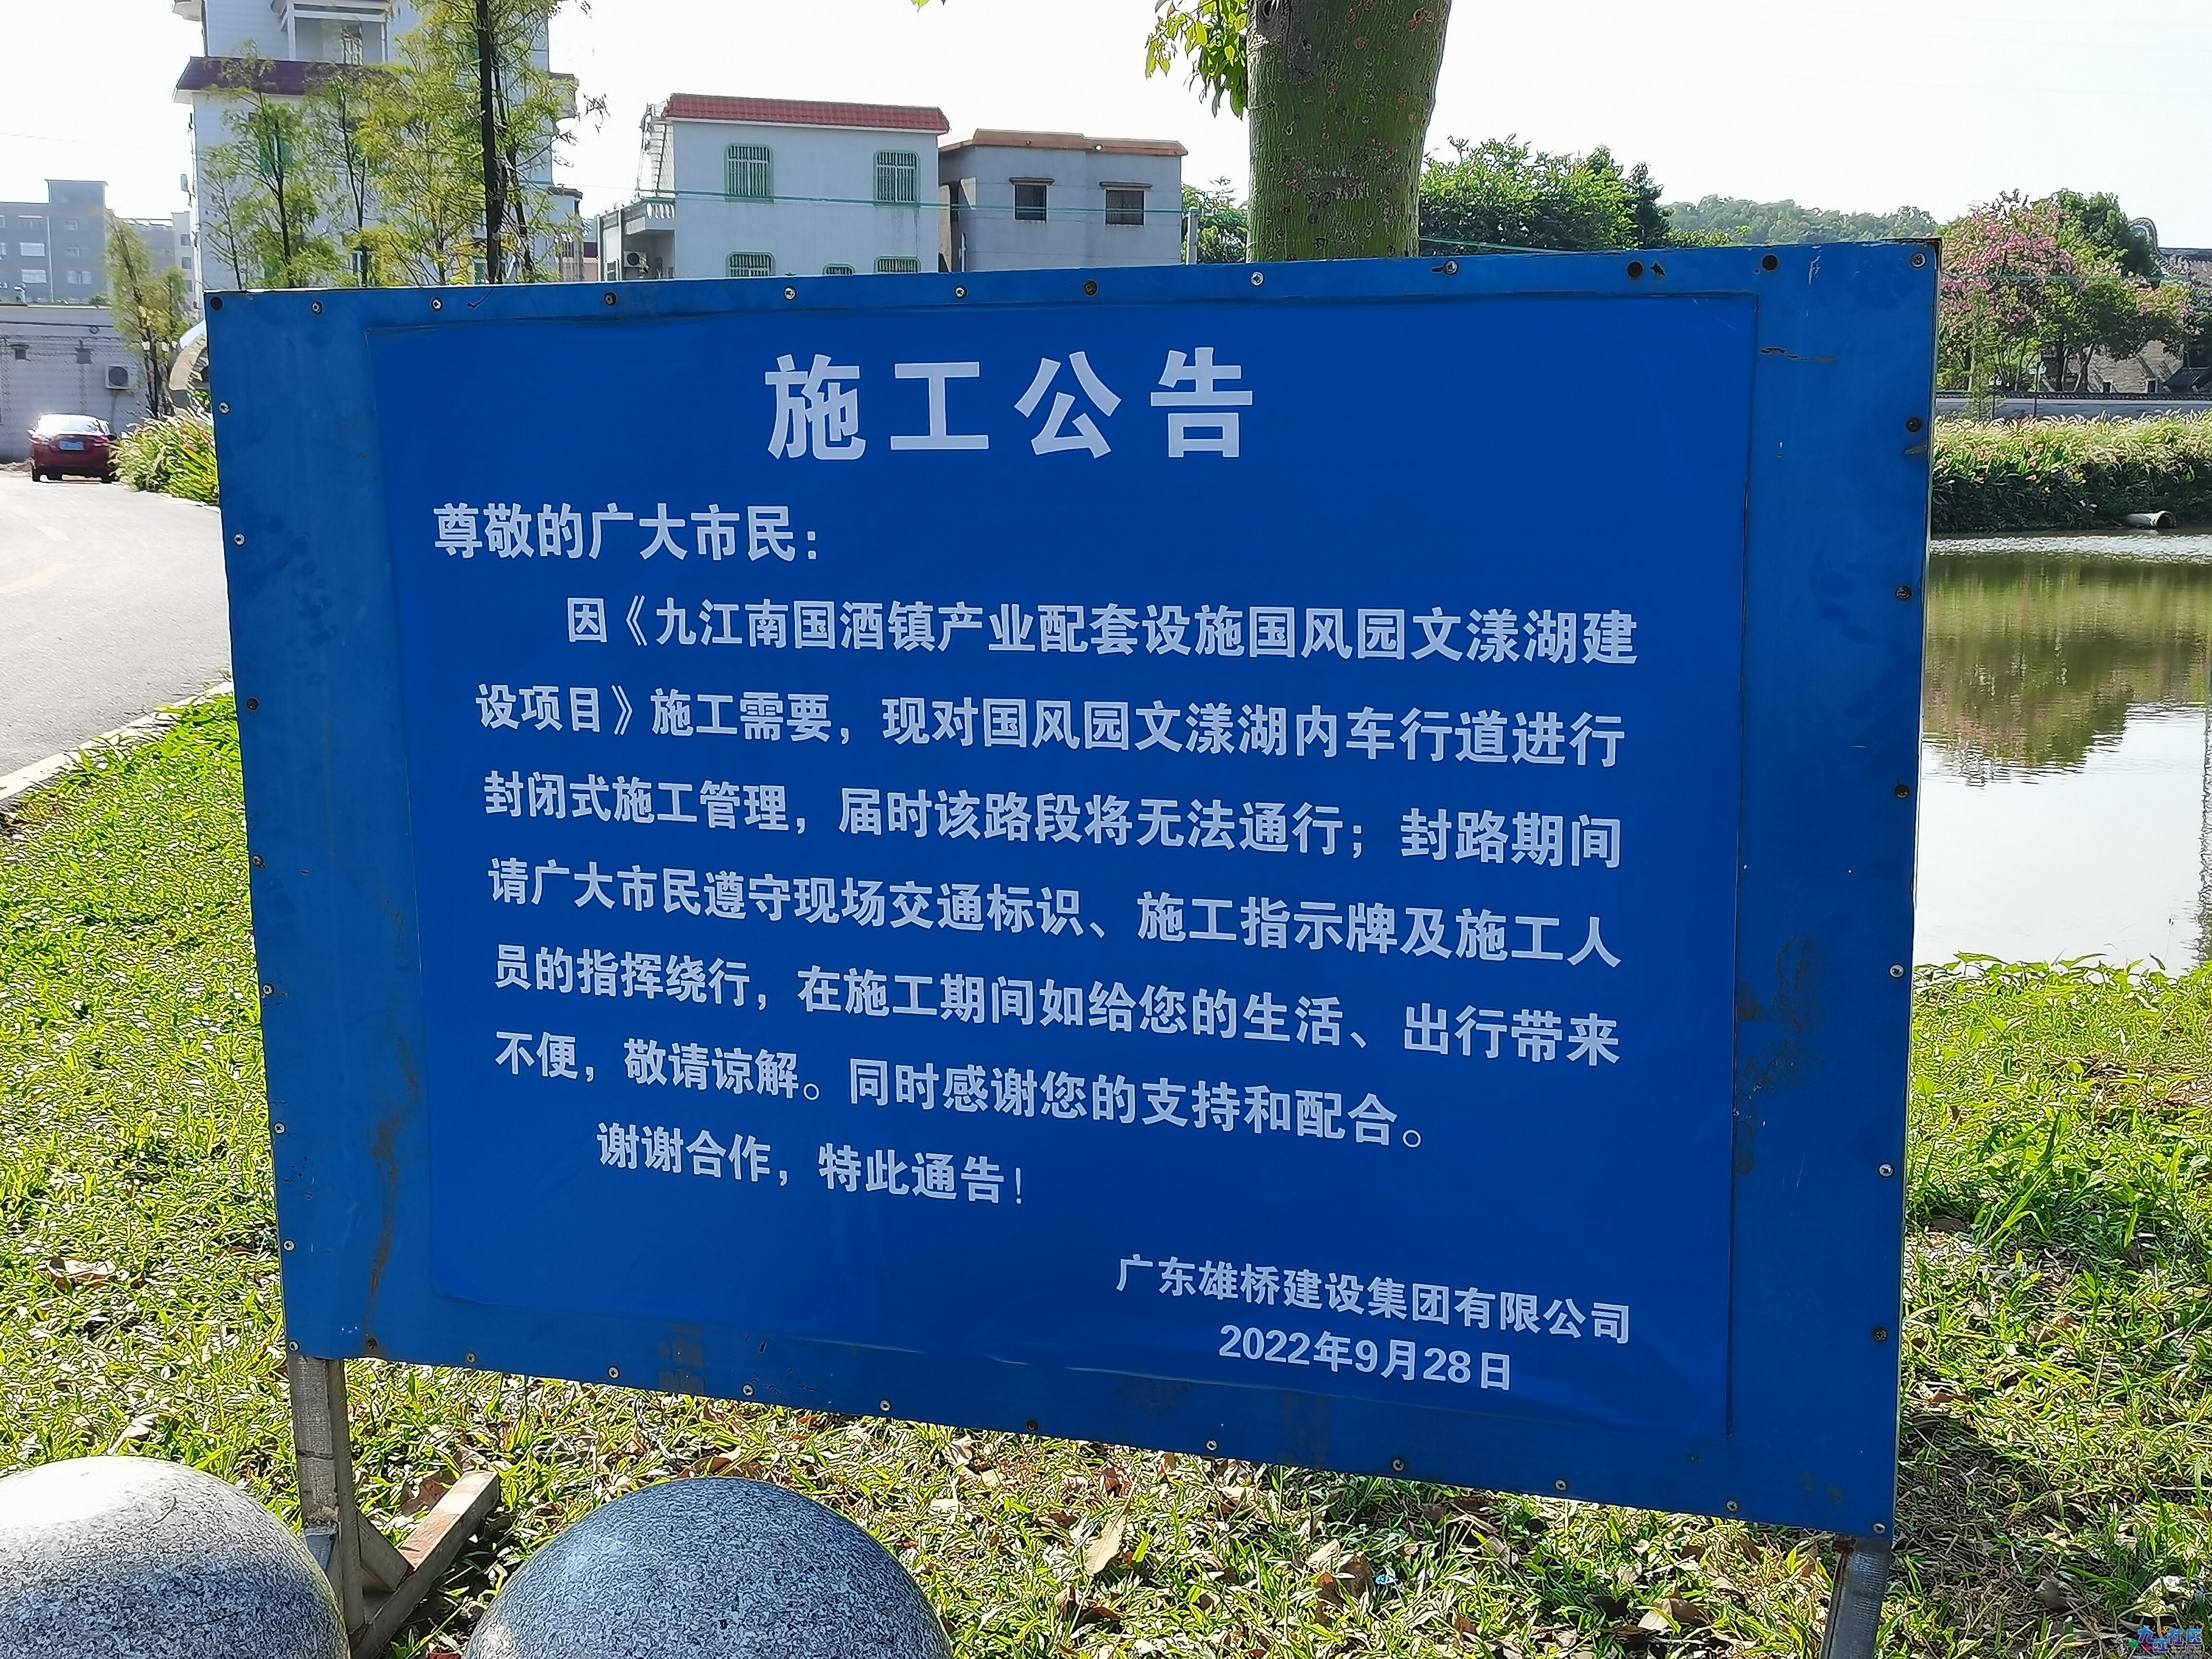 施工公告
尊敬的广大市民：
因《九江南国酒镇产业配套设施国风园文漾湖建
设项目》施工需要，现对国风园文漾湖内车行道进行
封闭式施工管理，届时该路段将无法通行；封路期间
请广大市民遵守现场交通标识、施工指示牌及施工人
员的指挥绕行，在施工期间如给您的生活、出行带来
不便，敬请谅解。同时感谢您的支持和配合。
谢谢合作，特此通告！
广东雄桥建设集团有限公司
2022年9月28日
九江社区